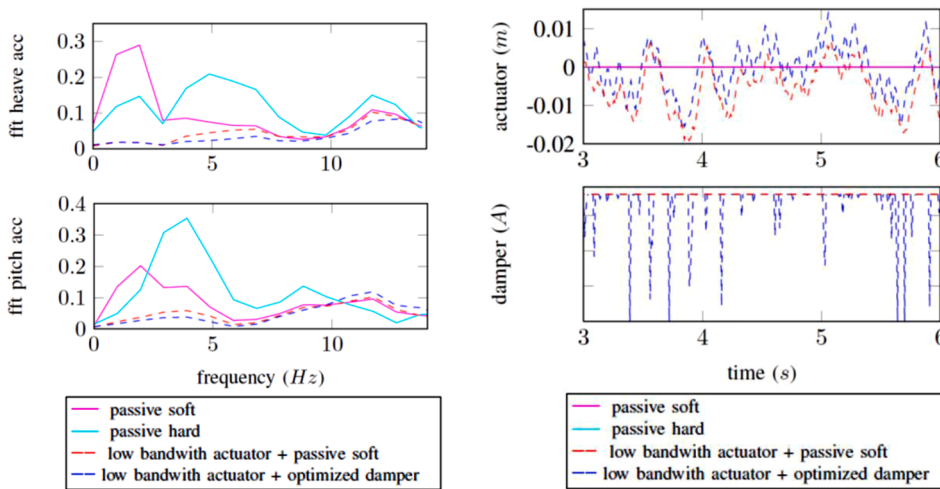 fft heave acc
0.3
0.2
0.1
0
0
5
10
fft pitch acc
0.4
0.3
0.2
0.1
0
0
5
10
frequency (Hz)
passive soft
passive hard
low bandwith actuator + passive soft
low bandwith actuator + optimized damper
actuator (m)
0.01
0
-0.01
-0.02
3
4
5
6
damper (A)
3
4
5
6
time (s)
passive soft
passive hard
low bandwith actuator + passive soft
low bandwith actuator + optimized damper